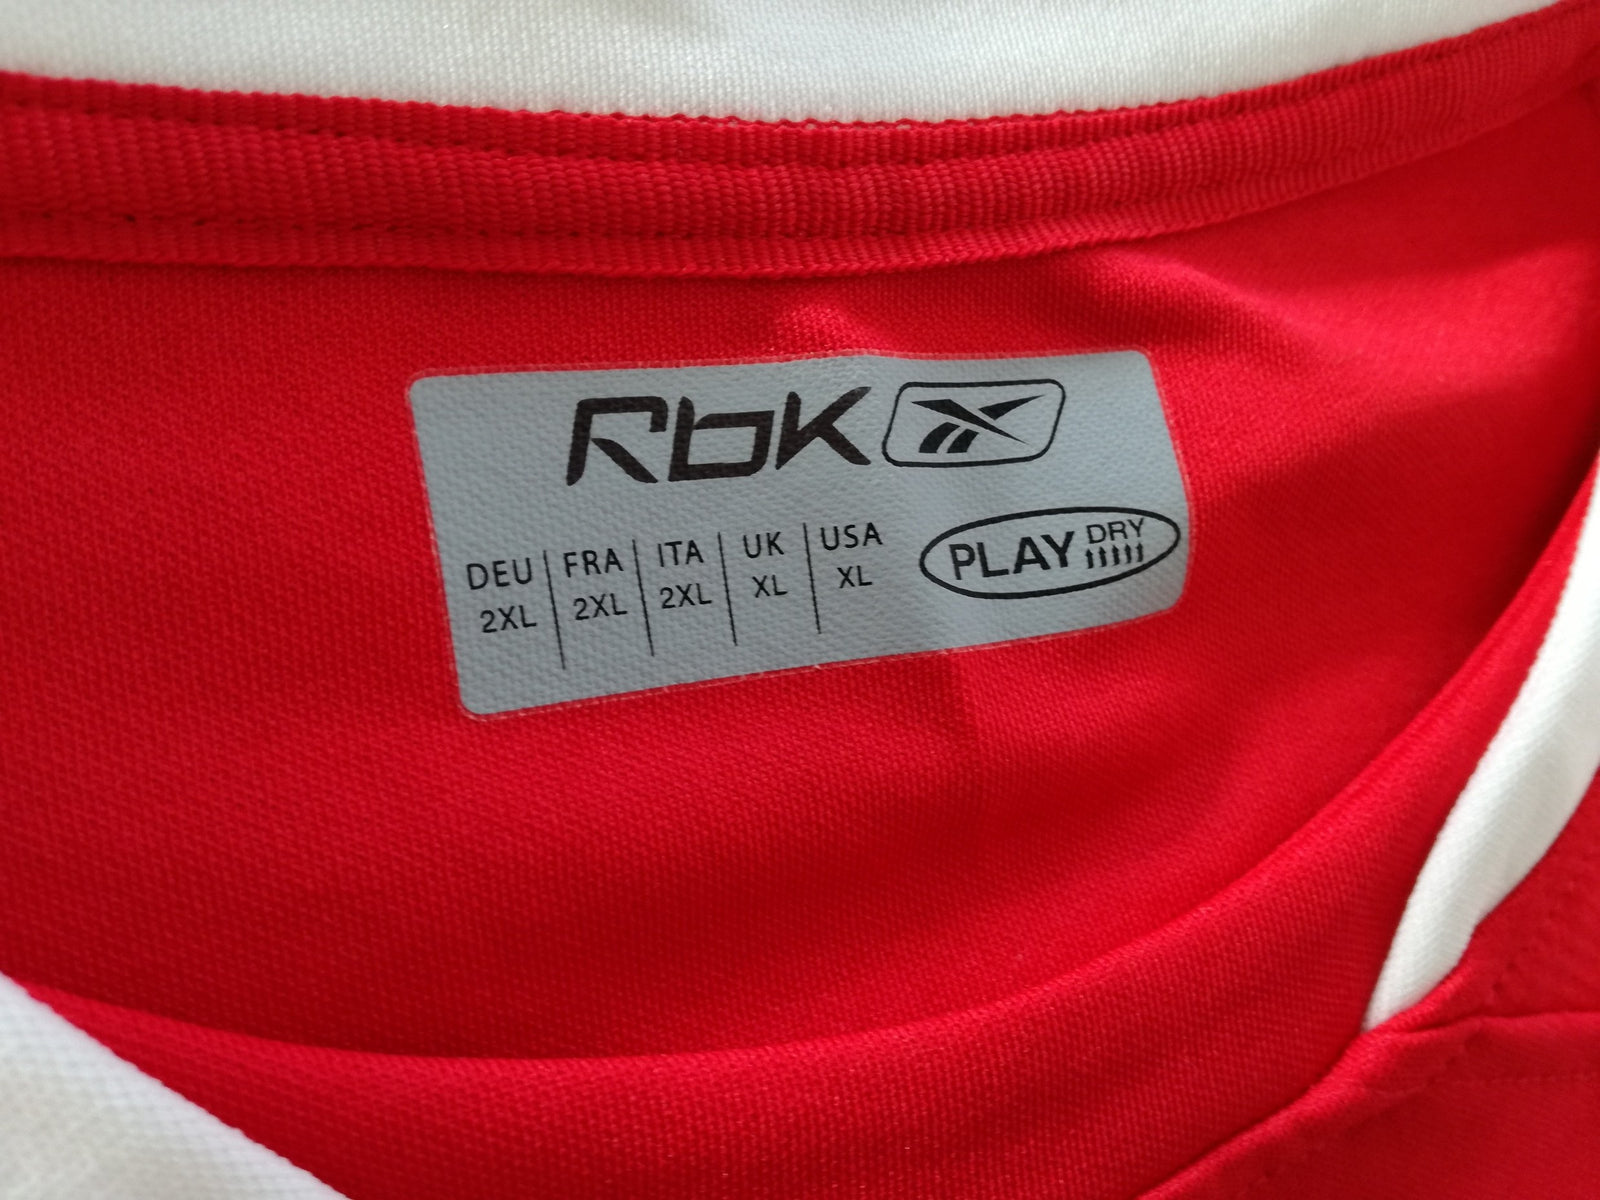 Rbk
DEU FRA ITA UK USA
2XL 2XL 2XL XL XL
PLAY DRY